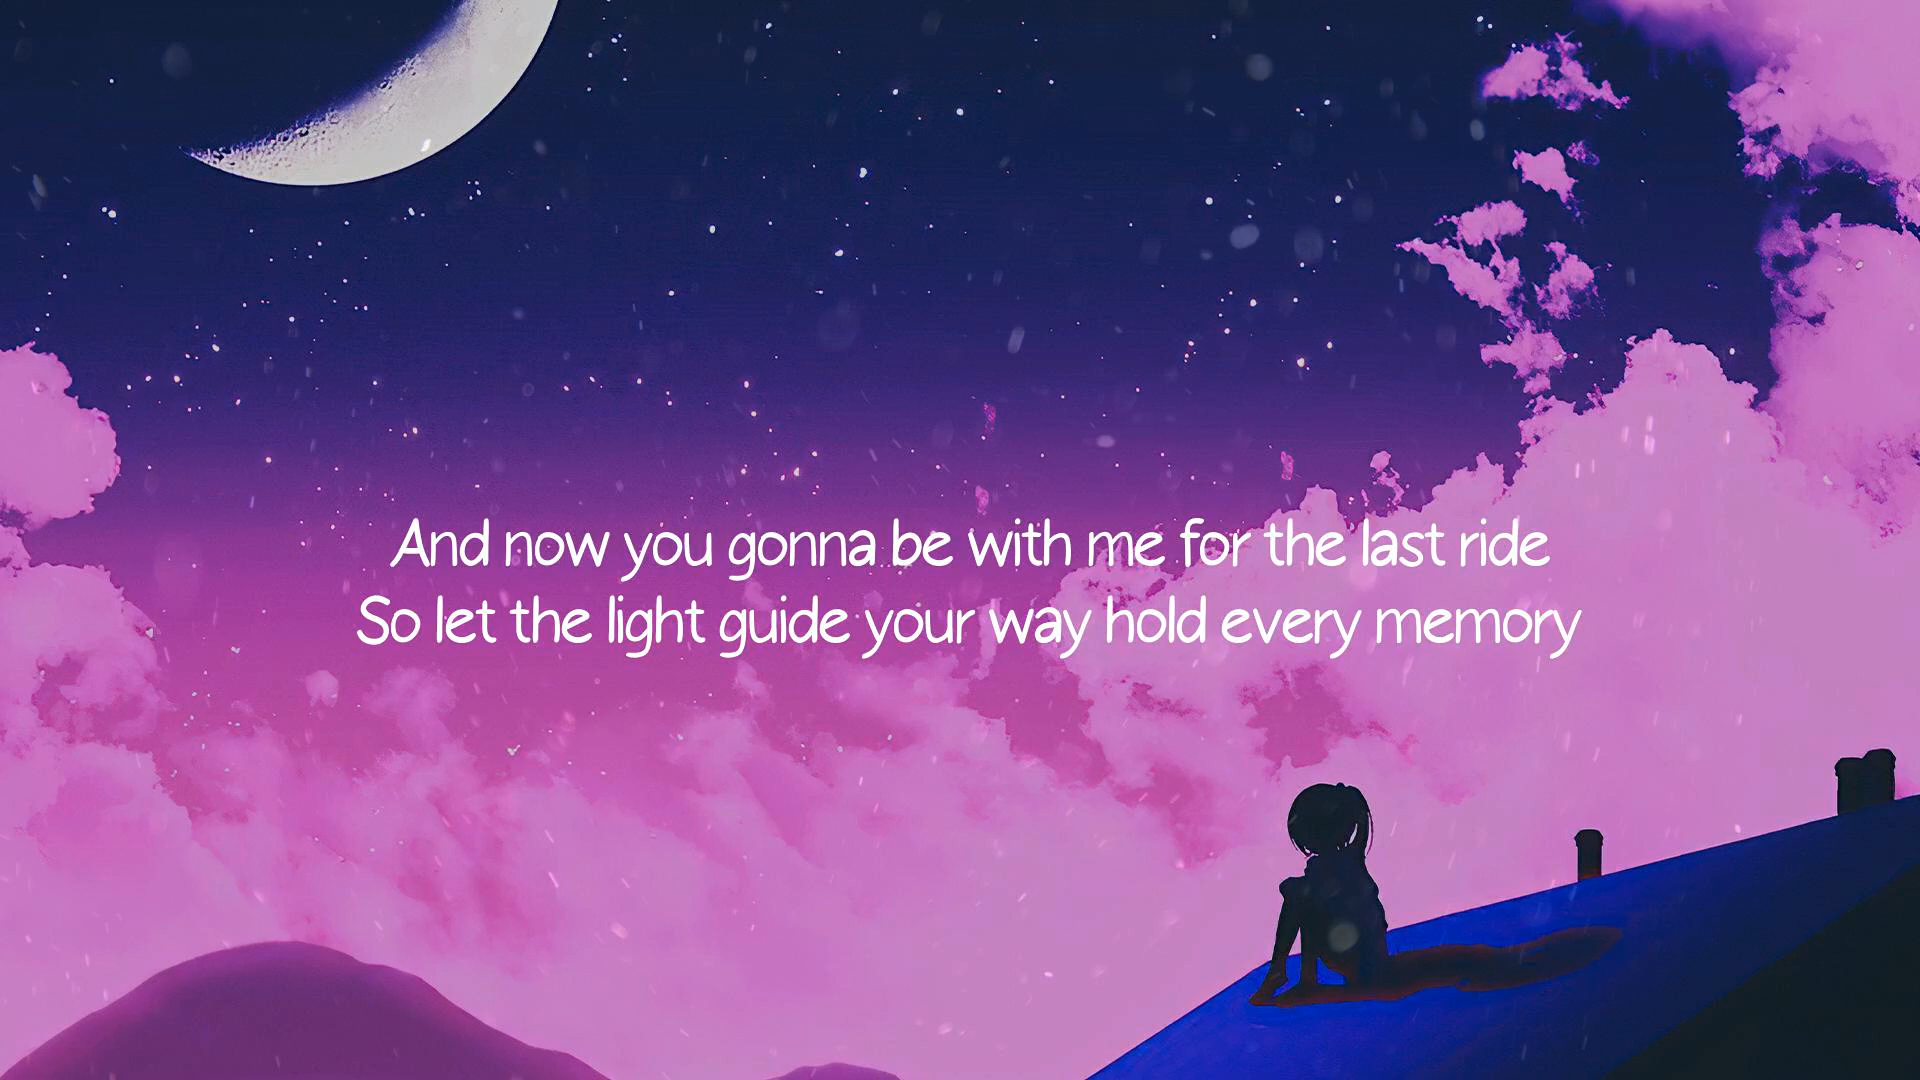 And now you gonna be with me for the last ride
So let the light guide your way hold every memory